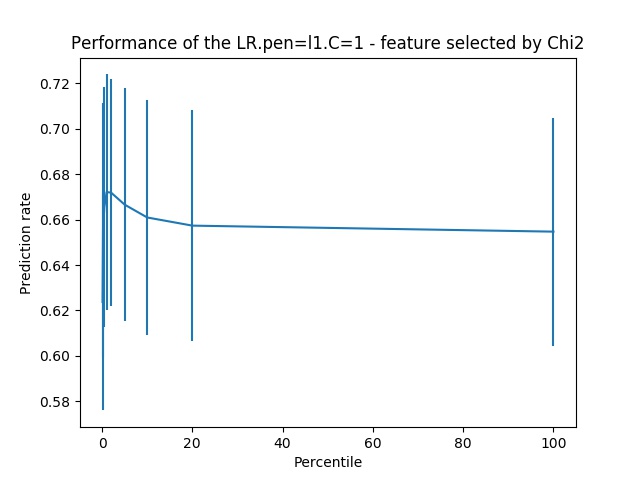 Performance of the LR.pen=l1.C=1 - feature selected by Chi2
Prediction rate
0.72
0.70
0.68
0.66
0.64
0.62
0.60
0.58
0 20 40 60 80 100
Percentile